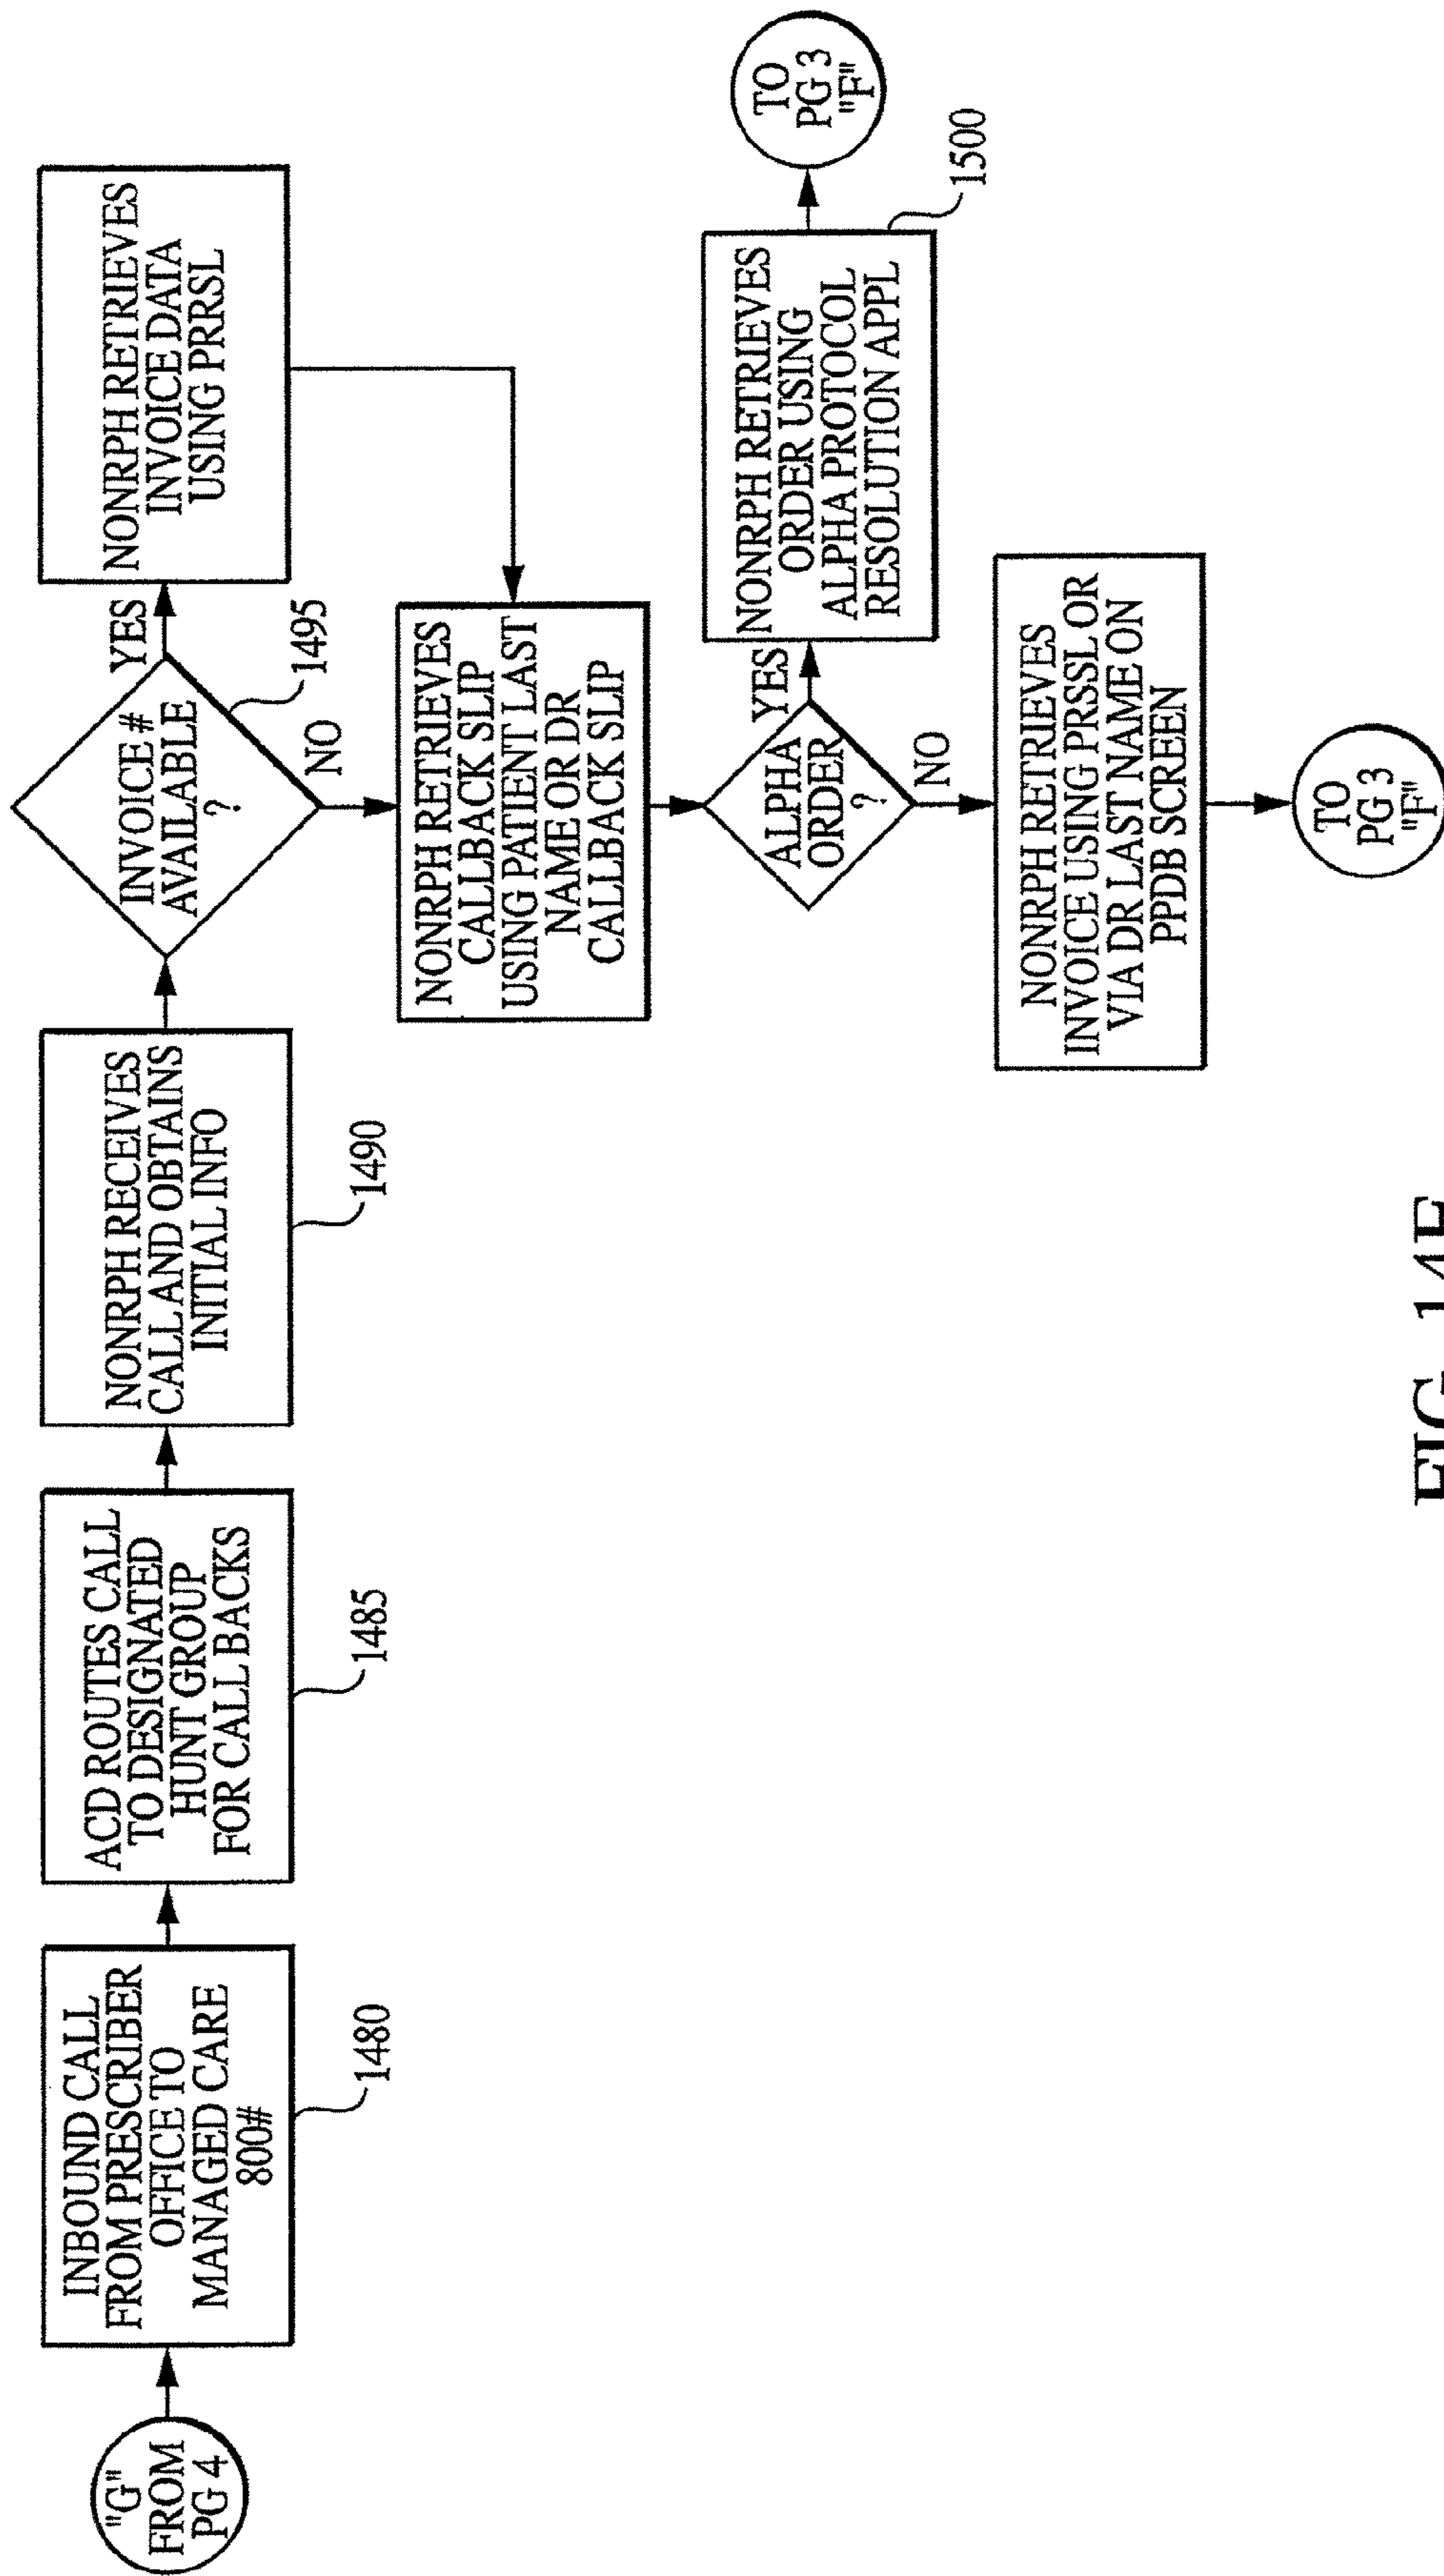 "G"
FROM
PG 4
INBOUND CALL
FROM PRESCRIBER
OFFICE TO
MANAGED CARE
800#
1480
ACD ROUTES CALL
TO DESIGNATED
HUNT GROUP
FOR CALL BACKS
1485
NONRPH RECEIVES
CALL AND OBTAINS
INITIAL INFO
1490
INVOICE #
AVAILABLE
?
1495
YES
NO
NONRPH RETRIEVES
INVOICE DATA
USING PRRSL
NONRPH RETRIEVES
CALLBACK SLIP
USING PATIENT LAST
NAME OR DR
CALLBACK SLIP
ALPHA
ORDER
?
YES
NO
NONRPH RETRIEVES
ORDER USING
ALPHA PROTOCOL
RESOLUTION APPL
1500
TO
PG 3
"F"
NONRPH RETRIEVES
INVOICE USING PRSSL OR
VIA DR LAST NAME ON
PPDB SCREEN
TO
PG 3
"F"